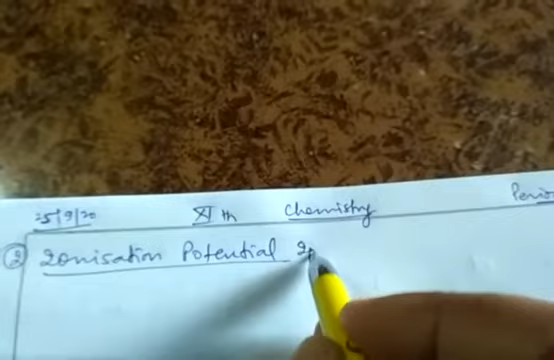 25/9/20 XI th Chemistry
② Ionisation Potential